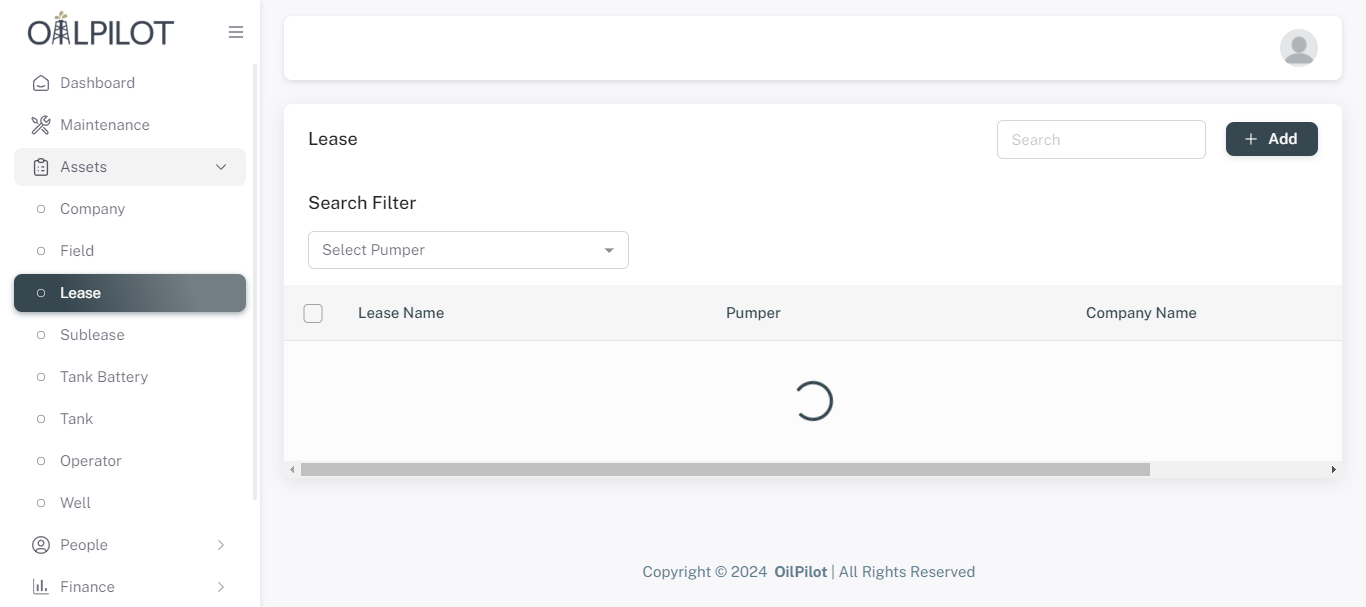 OILPILOT
Dashboard
Maintenance
Assets
Company
Field
Lease
Sublease
Tank Battery
Tank
Operator
Well
People
Finance
Lease
Search
Add
Search Filter
Select Pumper
Lease Name Pumper Company Name
Copyright © 2024 OilPilot | All Rights Reserved